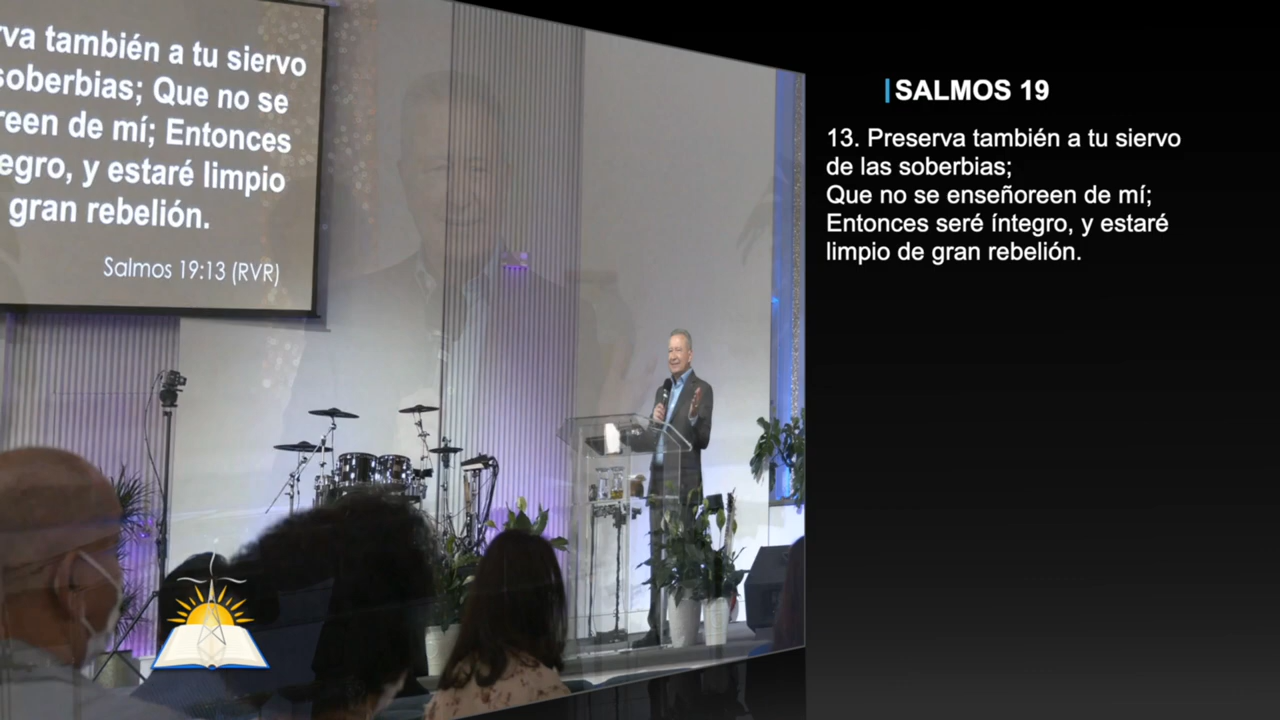 va también a tu siervo
soberbias; Que no se
reen de mí; Entonces
egro, y estaré limpio
gran rebelión.
Salmos 19:13 (RVR)
SALMOS 19
13. Preserva también a tu siervo
de las soberbias;
Que no se enseñoreen de mí;
Entonces seré íntegro, y estaré
limpio de gran rebelión.